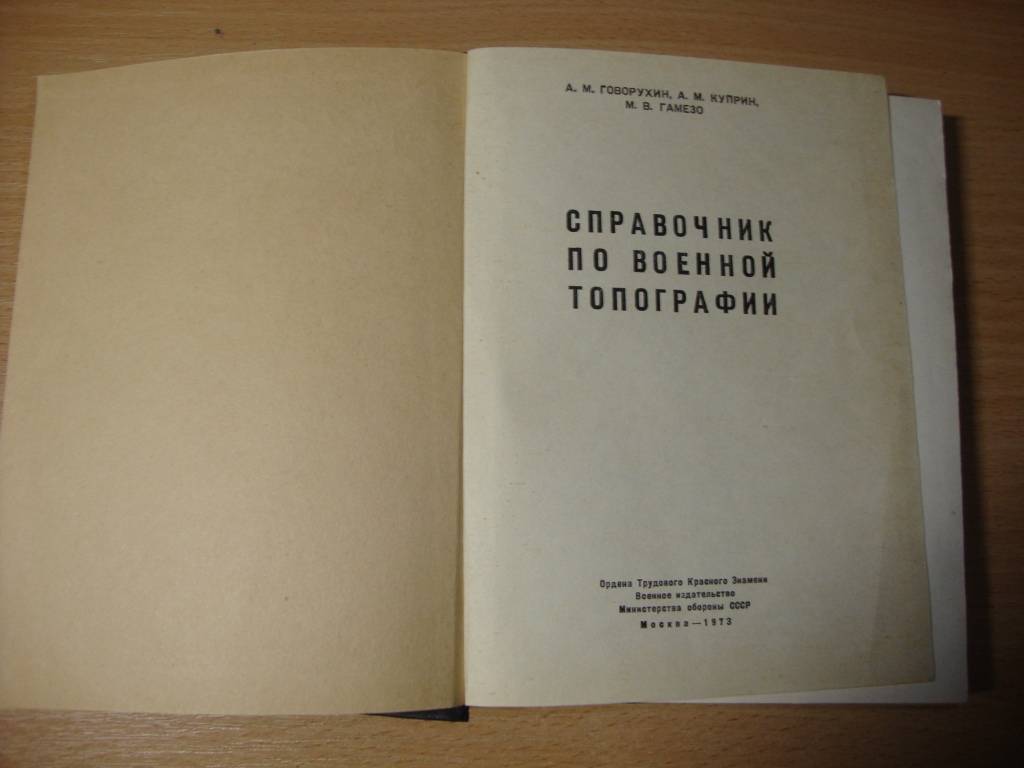 А. М. ГОВОРУХИН, А. М. КУПРИН,
М. В. ГАМЕЗО
СПРАВОЧНИК
ПО ВОЕННОЙ
ТОПОГРАФИИ
Ордена Трудового Красного Знамени
Военное издательство
Министерства обороны СССР
Москва — 1973